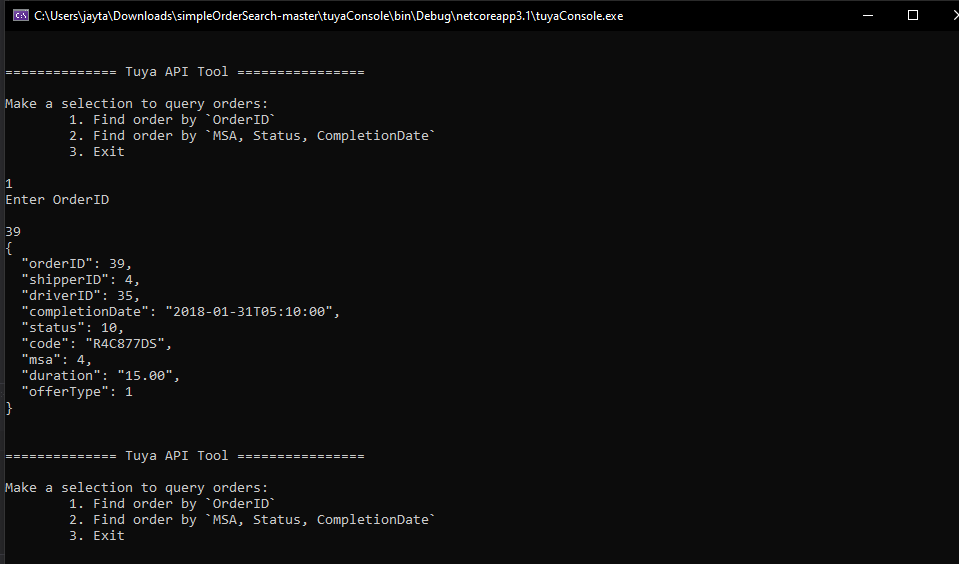 C:\Users\jayta\Downloads\simpleOrderSearch-master\tuyaConsole\bin\Debug\netcoreapp3.1\tuyaConsole.exe
============== Tuya API Tool ================
Make a selection to query orders:
1. Find order by `OrderID`
2. Find order by `MSA, Status, CompletionDate`
3. Exit
1
Enter OrderID
39
{
"orderID": 39,
"shipperID": 4,
"driverID": 35,
"completionDate": "2018-01-31T05:10:00",
"status": 10,
"code": "R4C877DS",
"msa": 4,
"duration": "15.00",
"offerType": 1
}
============== Tuya API Tool ================
Make a selection to query orders:
1. Find order by `OrderID`
2. Find order by `MSA, Status, CompletionDate`
3. Exit